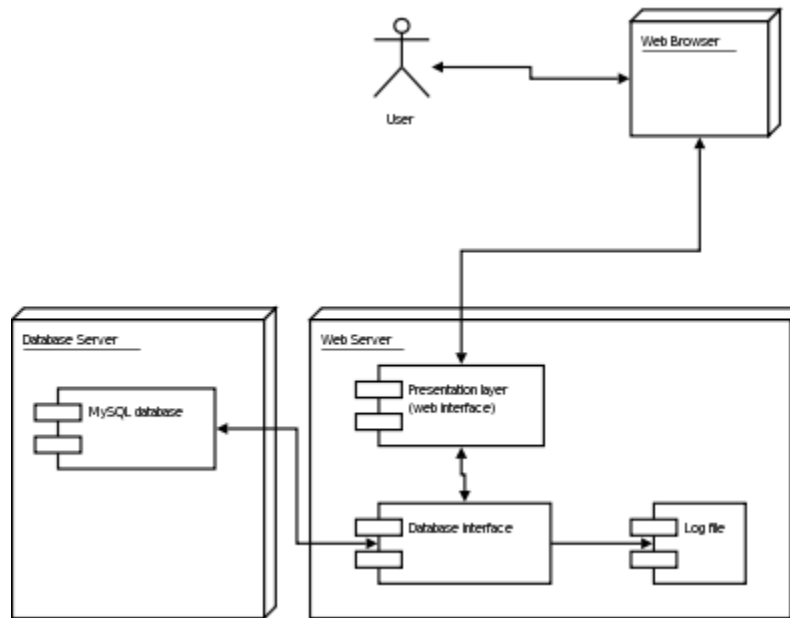 Web Browser
User
Database Server
MySQL database
Web Server
Presentation layer
(web interface)
Database interface
Log file